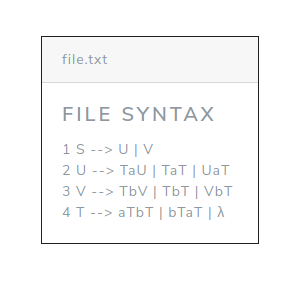 file.txt
FILE SYNTAX
1 S --> U | V
2 U --> TaU | TaT | UaT
3 V --> TbV | TbT | VbT
4 T --> aTbT | bTaT | λ